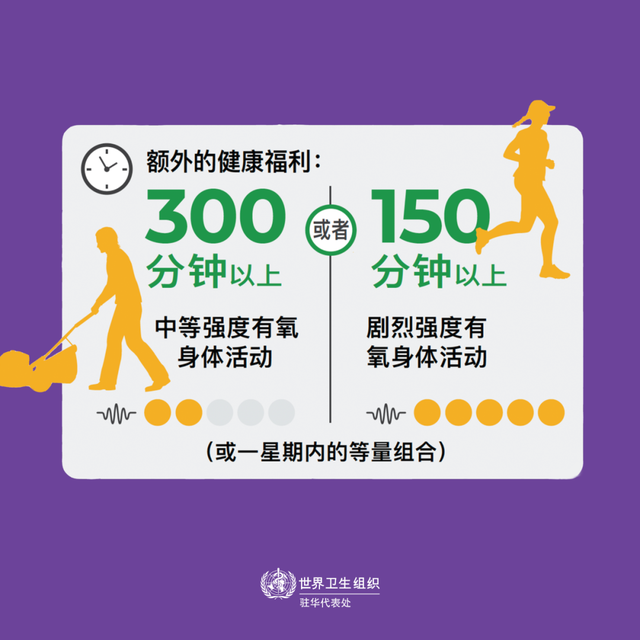 额外的健康福利：
300
分钟以上
中等强度有氧
身体活动
或者
150
分钟以上
剧烈强度有
氧身体活动
（或一星期内的等量组合）
世界卫生组织
驻华代表处